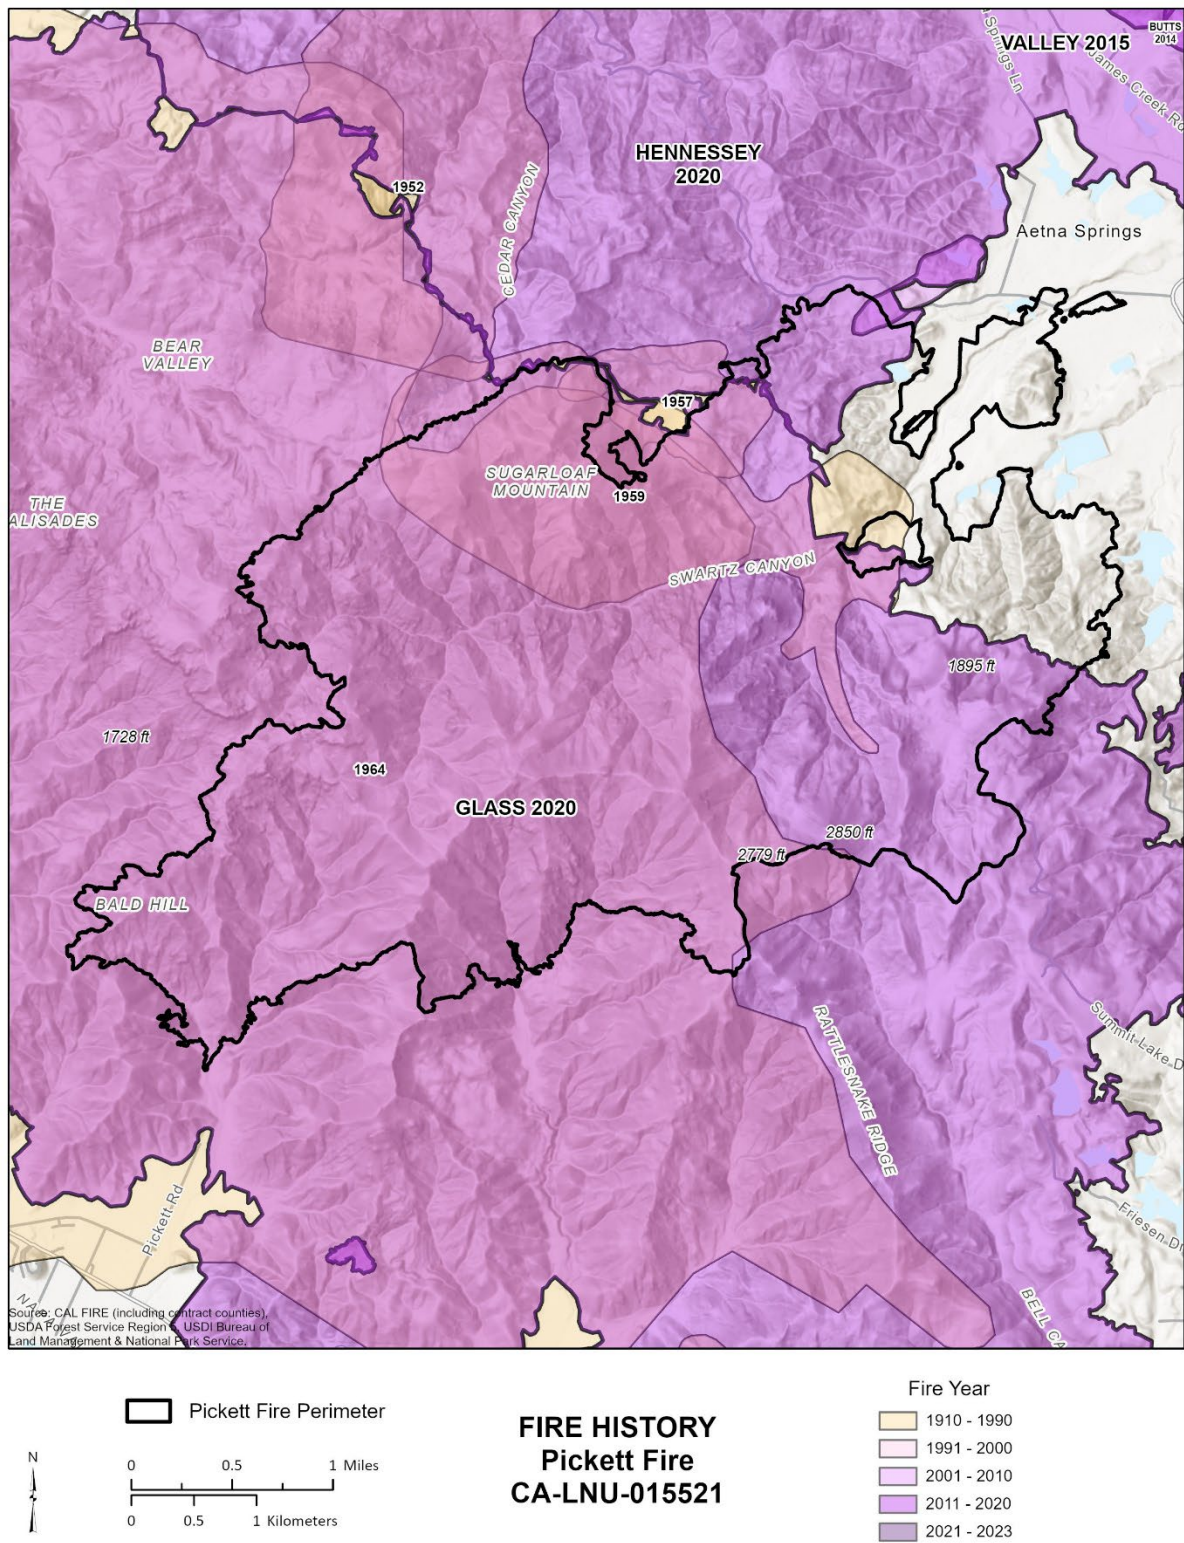 Springs Ln
VALLEY 2015
BUTTS
2014
James Creek Rd
HENNESSEY
2020
1952
CEDAR CANYON
Aetna Springs
BEAR
VALLEY
1957
SUGARLOAF
MOUNTAIN
1959
THE
ALISADES
SWARTZ CANYON
1895 ft
1728 ft
1964
GLASS 2020
2850 ft
2779 ft
BALD HILL
RATTLESNAKE RIDGE
Summit Lake D
Pickett Rd
Friesen D
BELL CA
Source: CAL FIRE (including contract counties),
USDA Forest Service Region 5, USDI Bureau of
Land Management & National Park Service,
Pickett Fire Perimeter
N
0 0.5 1 Miles
0 0.5 1 Kilometers
FIRE HISTORY
Pickett Fire
CA-LNU-015521
Fire Year
1910 - 1990
1991 - 2000
2001 - 2010
2011 - 2020
2021 - 2023